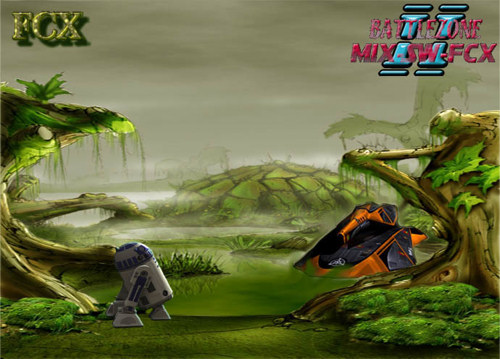 FCX
BATTLEZONE
II
MIX-SW-FCX